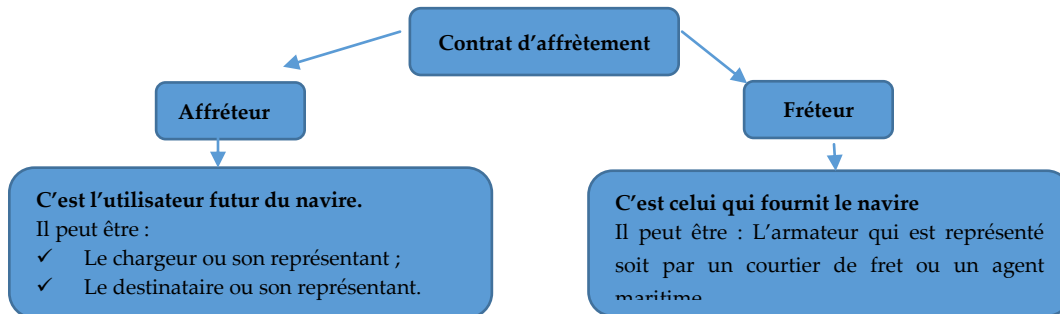 Contrat d’affrètement
Affréteur
Fréteur
C’est l’utilisateur futur du navire.
Il peut être :
✓ Le chargeur ou son représentant ;
✓ Le destinataire ou son représentant.
C’est celui qui fournit le navire
Il peut être : L’armateur qui est représenté
soit par un courtier de fret ou un agent
maritime